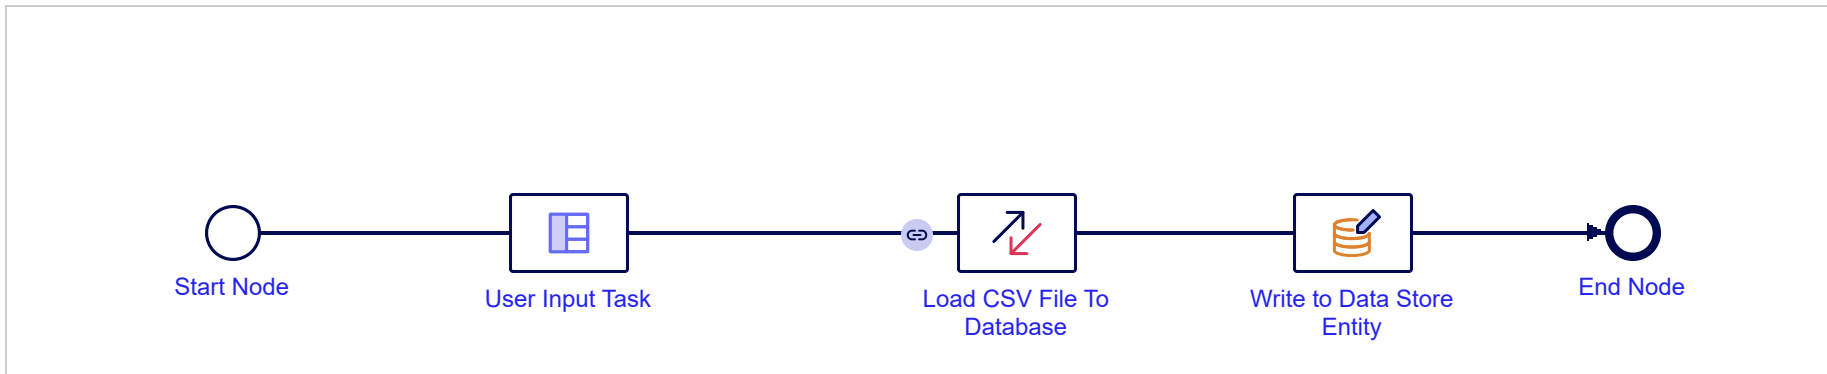 Start Node
User Input Task
Load CSV File To
Database
Write to Data Store
Entity
End Node